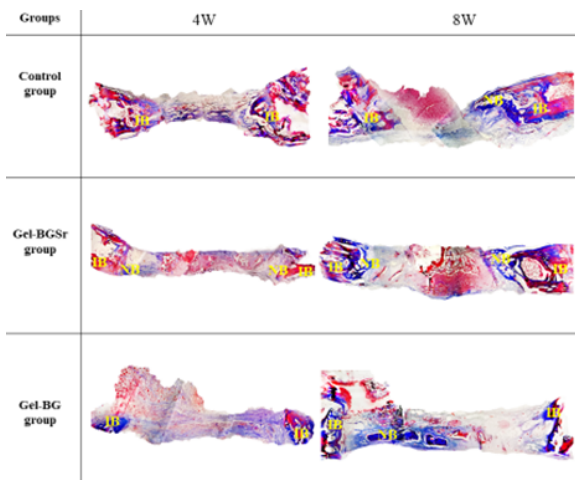 Groups 4W 8W
Control
group
IB IB
IB NB IB
Gel-BGSr
group
IB NB NB IB
IB NB NB IB
Gel-BG
group
IB IB
IB NB IB